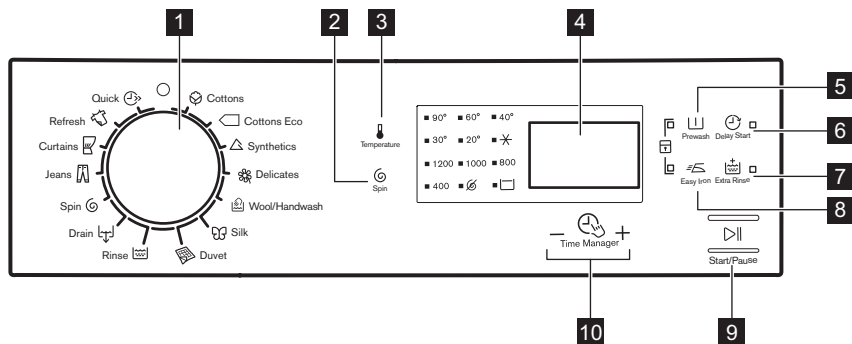 1
2
3
4
5
6
7
8
9
10
Quick
Refresh
Curtains
Jeans
Spin
Drain
Rinse
Cottons
Cottons Eco
Synthetics
Delicates
Wool/Handwash
Silk
Duvet
Temperature
Spin
90° 60° 40°
30° 20°
1200 1000 800
400
Time Manager
− +
Prewash
Delay Start
Easy Iron
Extra Rinse
Start/Pause